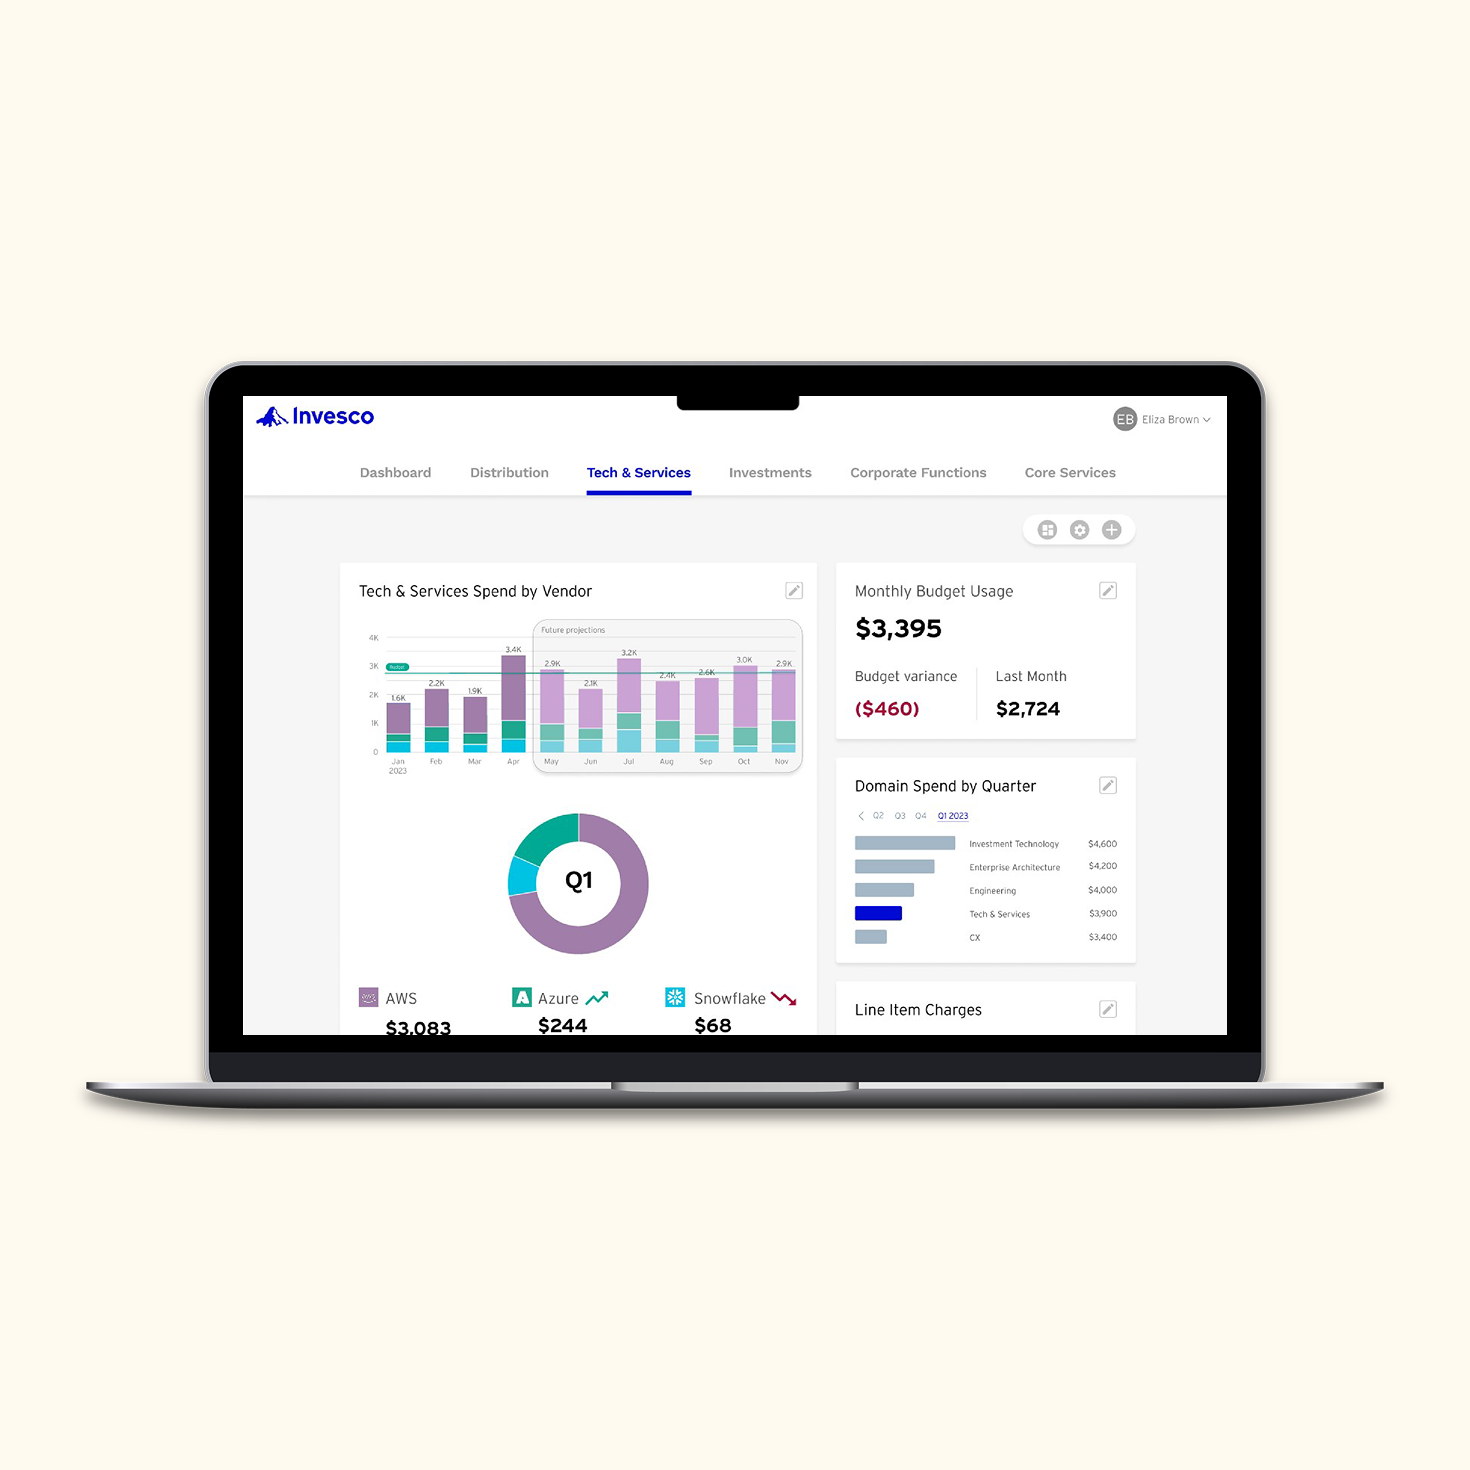 Invesco
EB Eliza Brown
Dashboard Distribution Tech & Services Investments Corporate Functions Core Services
Tech & Services Spend by Vendor
Future projections
4K
3K
2K
1K
0
Budget
1.6K 2.2K 1.9K 3.4K 2.9K 2.1K 3.2K 2.4K 2.6K 3.0K 2.9K
Jan Feb Mar Apr May Jun Jul Aug Sep Oct Nov
2023
Q1
AWS
$3,083
Azure
$244
Snowflake
$68
Monthly Budget Usage
$3,395
Budget variance
($460)
Last Month
$2,724
Domain Spend by Quarter
Q2 Q3 Q4 Q1 2023
Investment Technology $4,600
Enterprise Architecture $4,200
Engineering $4,000
Tech & Services $3,900
CX $3,400
Line Item Charges